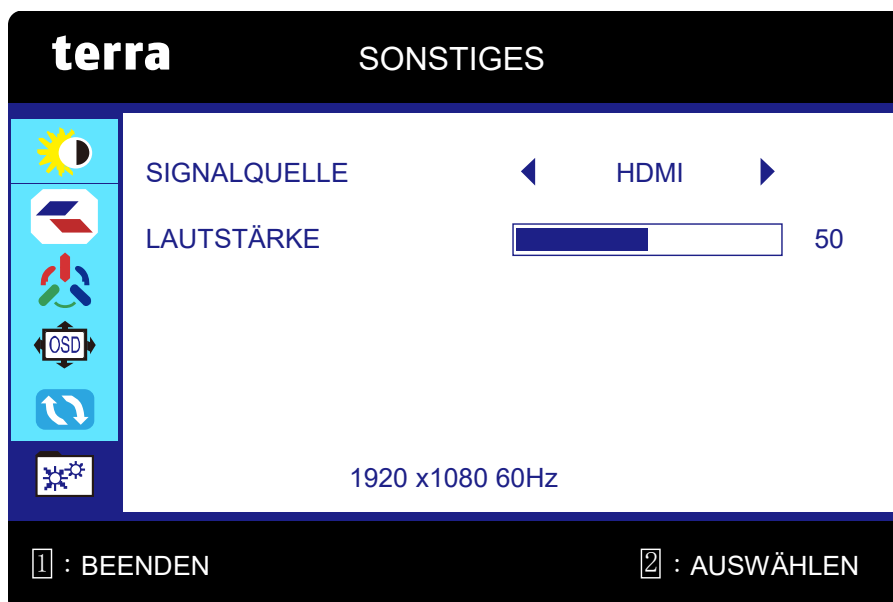 terra SONSTIGES
SIGNALQUELLE HDMI
LAUTSTÄRKE 50
OSD
1920 x1080 60Hz
1 : BEENDEN 2 : AUSWÄHLEN